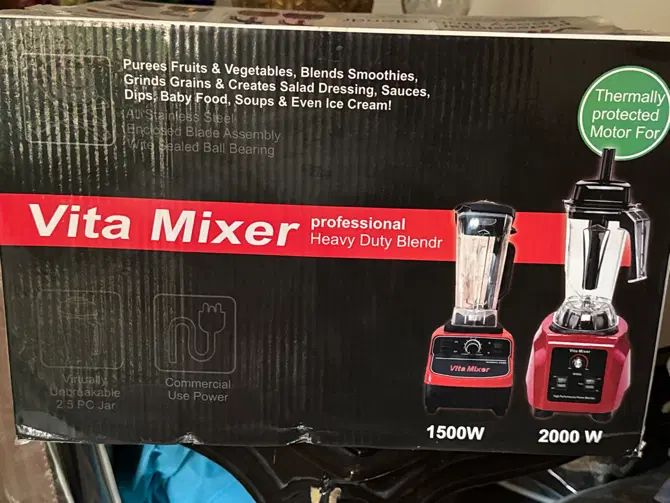 Purees Fruits & Vegetables, Blends Smoothies,
Grinds Grains & Creates Salad Dressing, Sauces,
Dips, Baby Food, Soups & Even Ice Cream!
All Stainless Steel
Enclosed Blade Assembly
Wite Sealed Ball Bearing
Thermally
protected
Motor For
Vita Mixer
professional
Heavy Duty Blendr
Virtually
Unbreakable
2.5 PC Jar
Commercial
Use Power
Vita Mixer
1500W
Vita Mixer
2000 W